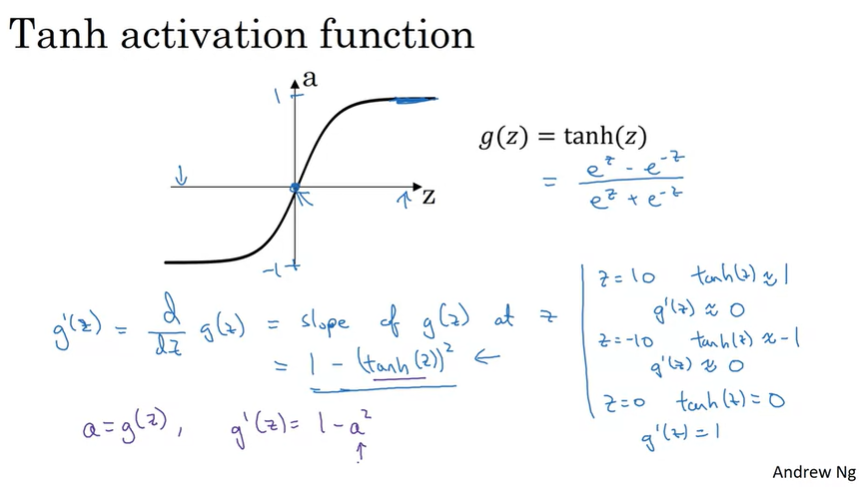 Tanh activation function
a
1
z
-1
g(z) = tanh(z)
= (e^z - e^-z) / (e^z + e^-z)
g'(z) = d/dz g(z) = slope of g(z) at z
= 1 - (tanh(z))² ←
a = g(z), g'(z) = 1 - a²
↑
z = 10 tanh(z) ≈ 1
g'(z) ≈ 0
z = -10 tanh(z) ≈ -1
g'(z) ≈ 0
z = 0 tanh(z) = 0
g'(z) = 1
Andrew Ng